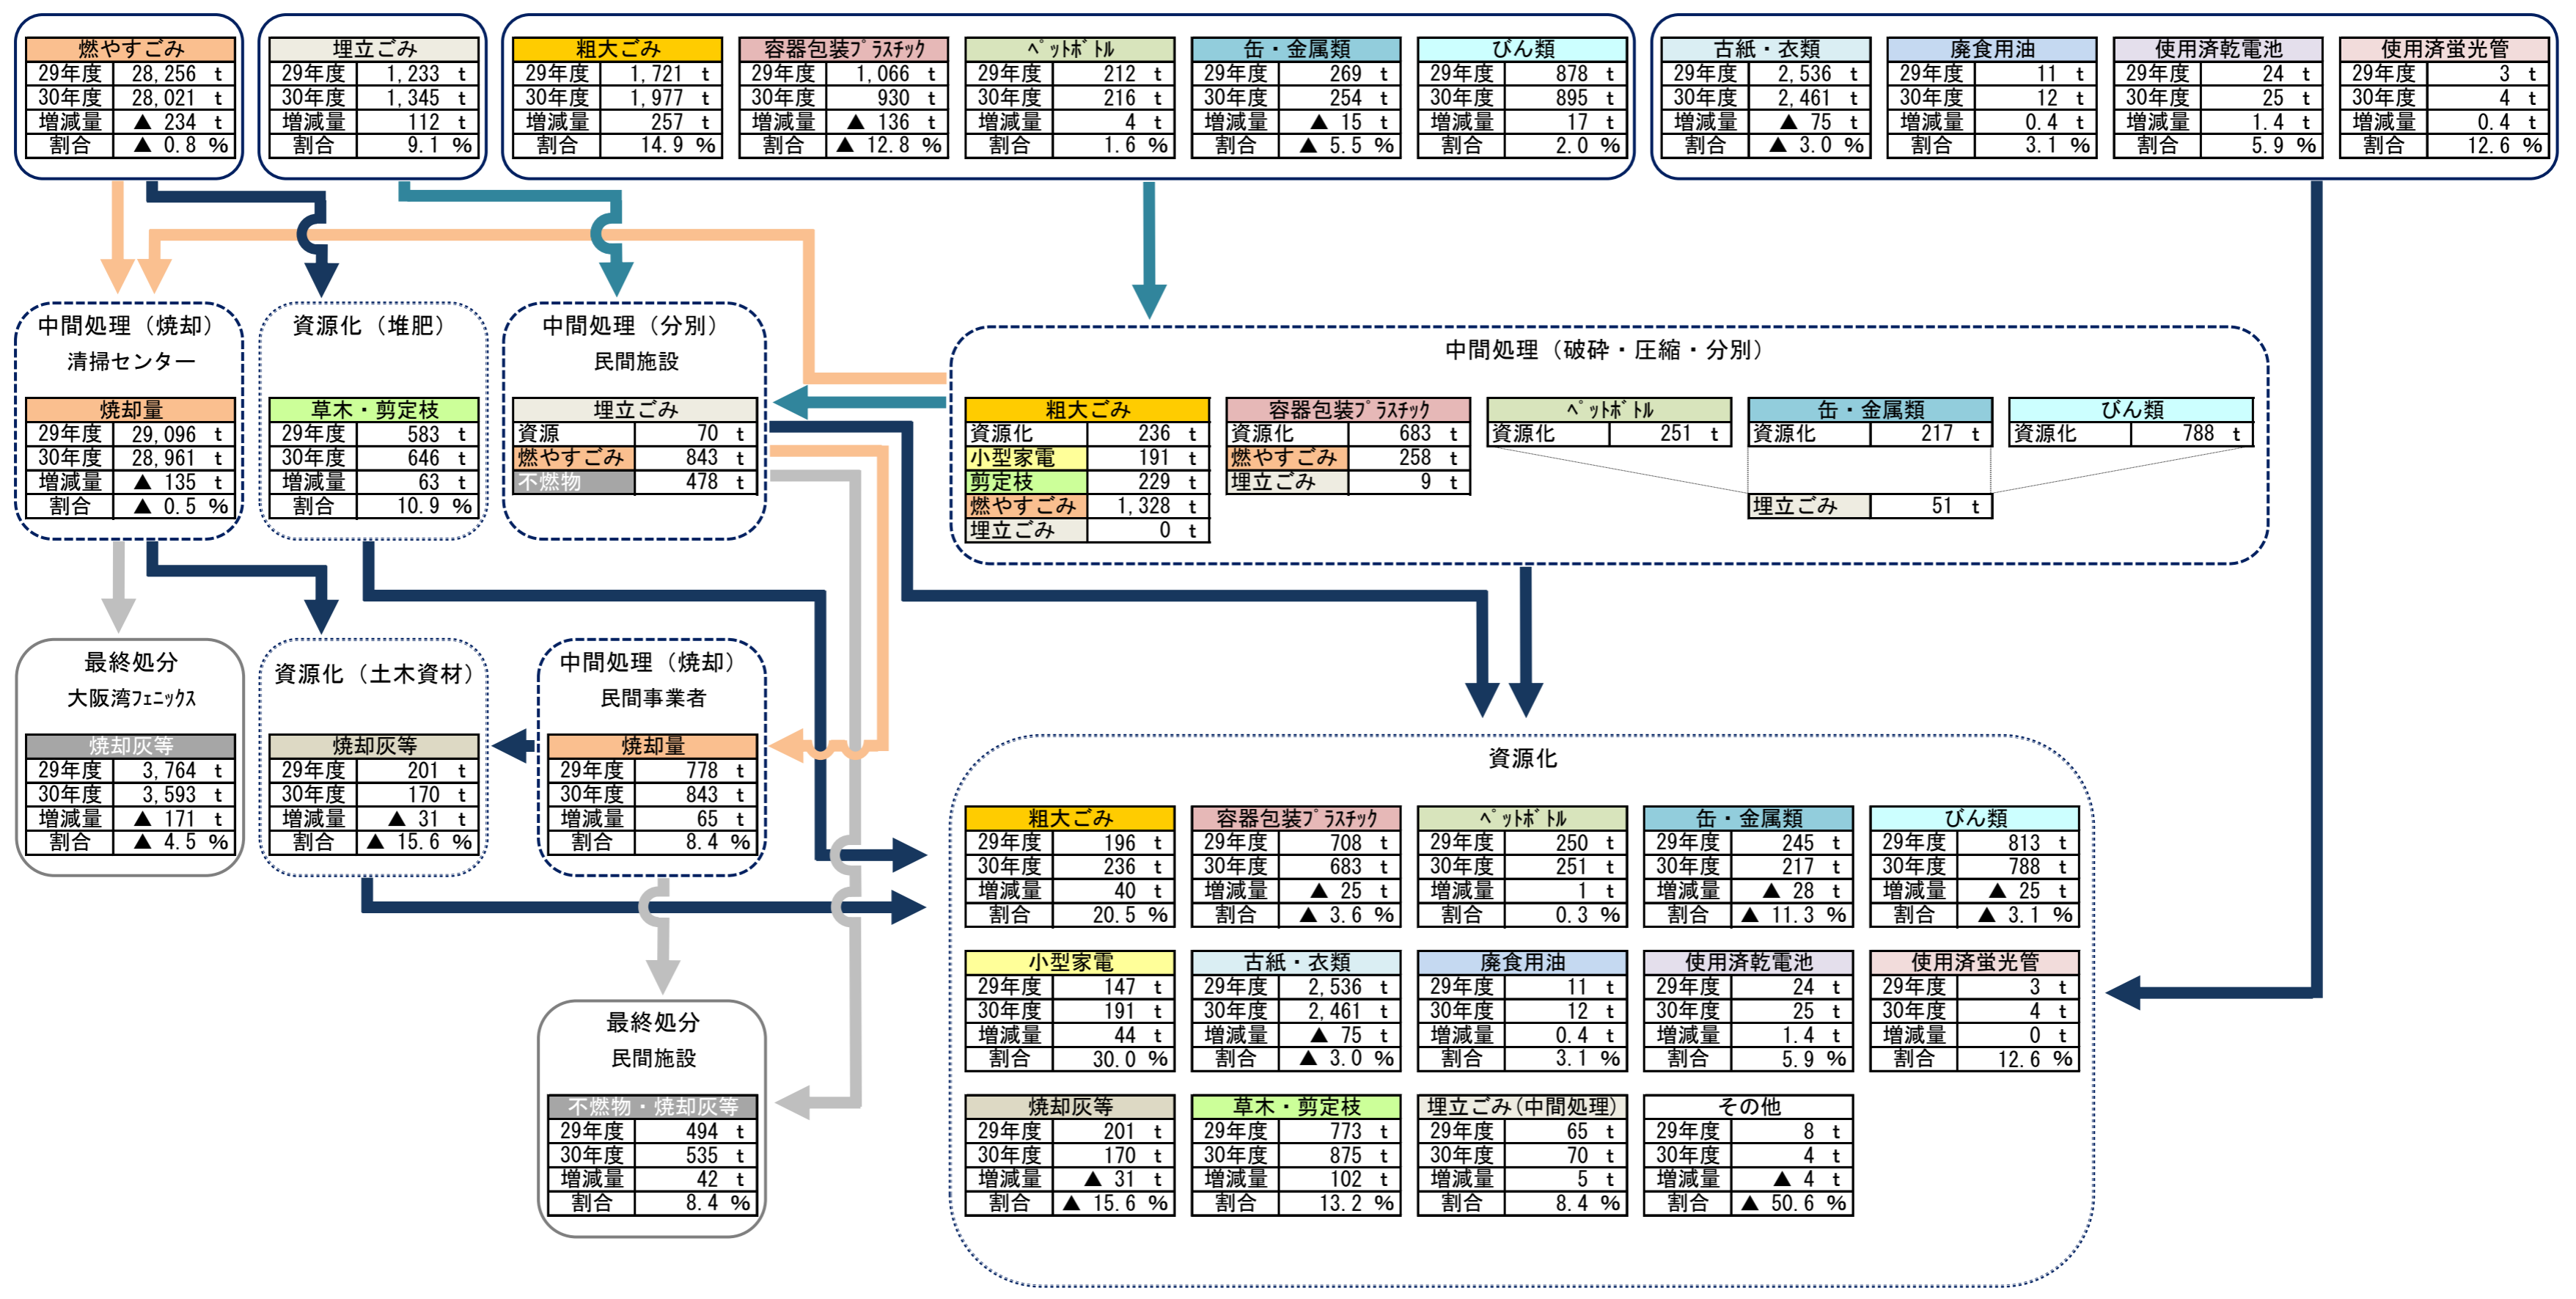 燃やすごみ
29年度 28,256 t
30年度 28,021 t
増減量 ▲ 234 t
割合 ▲ 0.8 %
埋立ごみ
29年度 1,233 t
30年度 1,345 t
増減量 112 t
割合 9.1 %
粗大ごみ
29年度 1,721 t
30年度 1,977 t
増減量 257 t
割合 14.9 %
容器包装ﾌﾟﾗｽﾁｯｸ
29年度 1,066 t
30年度 930 t
増減量 ▲ 136 t
割合 ▲ 12.8 %
ﾍﾟｯﾄﾎﾞﾄﾙ
29年度 212 t
30年度 216 t
増減量 4 t
割合 1.6 %
缶・金属類
29年度 269 t
30年度 254 t
増減量 ▲ 15 t
割合 ▲ 5.5 %
びん類
29年度 878 t
30年度 895 t
増減量 17 t
割合 2.0 %
古紙・衣類
29年度 2,536 t
30年度 2,461 t
増減量 ▲ 75 t
割合 ▲ 3.0 %
廃食用油
29年度 11 t
30年度 12 t
増減量 0.4 t
割合 3.1 %
使用済乾電池
29年度 24 t
30年度 25 t
増減量 1.4 t
割合 5.9 %
使用済蛍光管
29年度 3 t
30年度 4 t
増減量 0.4 t
割合 12.6 %
中間処理（焼却）
清掃センター
焼却量
29年度 29,096 t
30年度 28,961 t
増減量 ▲ 135 t
割合 ▲ 0.5 %
資源化（堆肥）
草木・剪定枝
29年度 583 t
30年度 646 t
増減量 63 t
割合 10.9 %
中間処理（分別）
民間施設
埋立ごみ
資源 70 t
燃やすごみ 843 t
不燃物 478 t
中間処理（破砕・圧縮・分別）
粗大ごみ
資源化 236 t
小型家電 191 t
剪定枝 229 t
燃やすごみ 1,328 t
埋立ごみ 0 t
容器包装ﾌﾟﾗｽﾁｯｸ
資源化 683 t
燃やすごみ 258 t
埋立ごみ 9 t
ﾍﾟｯﾄﾎﾞﾄﾙ
資源化 251 t
缶・金属類
資源化 217 t
びん類
資源化 788 t
埋立ごみ 51 t
最終処分
大阪湾ﾌｪﾆｯｸｽ
焼却灰等
29年度 3,764 t
30年度 3,593 t
増減量 ▲ 171 t
割合 ▲ 4.5 %
資源化（土木資材）
焼却灰等
29年度 201 t
30年度 170 t
増減量 ▲ 31 t
割合 ▲ 15.6 %
中間処理（焼却）
民間事業者
焼却量
29年度 778 t
30年度 843 t
増減量 65 t
割合 8.4 %
最終処分
民間施設
不燃物・焼却灰等
29年度 494 t
30年度 535 t
増減量 42 t
割合 8.4 %
資源化
粗大ごみ
29年度 196 t
30年度 236 t
増減量 40 t
割合 20.5 %
容器包装ﾌﾟﾗｽﾁｯｸ
29年度 708 t
30年度 683 t
増減量 ▲ 25 t
割合 ▲ 3.6 %
ﾍﾟｯﾄﾎﾞﾄﾙ
29年度 250 t
30年度 251 t
増減量 1 t
割合 0.3 %
缶・金属類
29年度 245 t
30年度 217 t
増減量 ▲ 28 t
割合 ▲ 11.3 %
びん類
29年度 813 t
30年度 788 t
増減量 ▲ 25 t
割合 ▲ 3.1 %
小型家電
29年度 147 t
30年度 191 t
増減量 44 t
割合 30.0 %
古紙・衣類
29年度 2,536 t
30年度 2,461 t
増減量 ▲ 75 t
割合 ▲ 3.0 %
廃食用油
29年度 11 t
30年度 12 t
増減量 0.4 t
割合 3.1 %
使用済乾電池
29年度 24 t
30年度 25 t
増減量 1.4 t
割合 5.9 %
使用済蛍光管
29年度 3 t
30年度 4 t
増減量 0 t
割合 12.6 %
焼却灰等
29年度 201 t
30年度 170 t
増減量 ▲ 31 t
割合 ▲ 15.6 %
草木・剪定枝
29年度 773 t
30年度 875 t
増減量 102 t
割合 13.2 %
埋立ごみ(中間処理)
29年度 65 t
30年度 70 t
増減量 5 t
割合 8.4 %
その他
29年度 8 t
30年度 4 t
増減量 ▲ 4 t
割合 ▲ 50.6 %